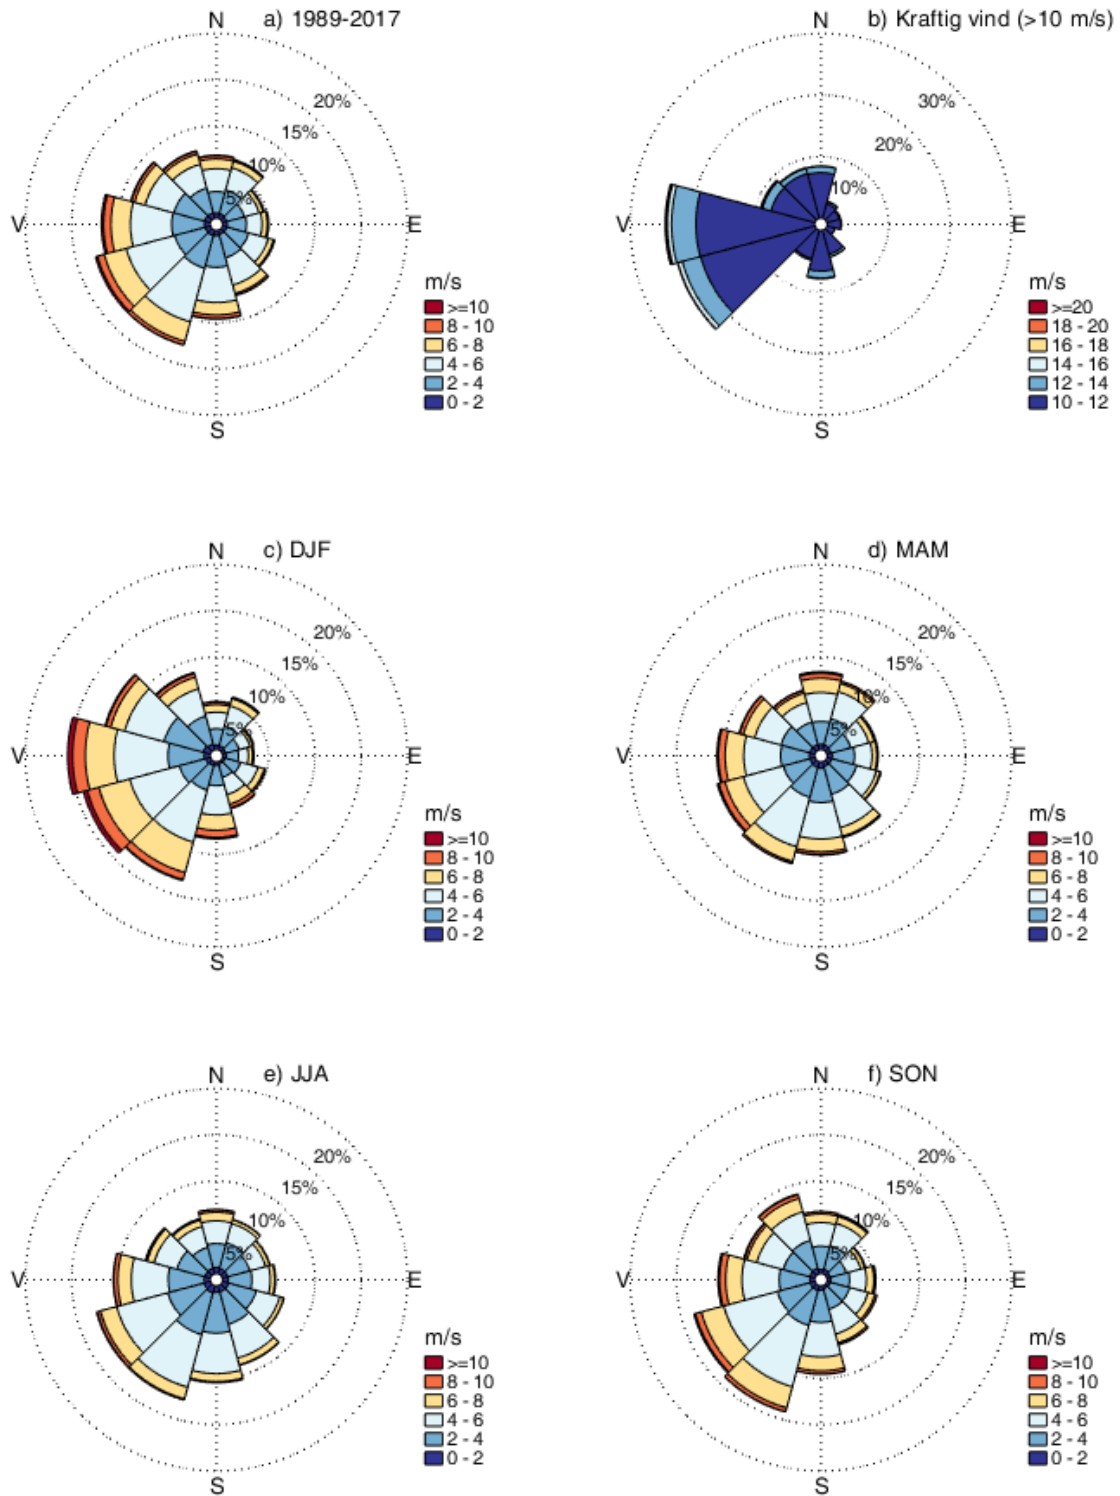 a) 1989-2017
N
20%
15%
10%
5%
V
E
S
m/s
>=10
8 - 10
6 - 8
4 - 6
2 - 4
0 - 2
b) Kraftig vind (>10 m/s)
N
30%
20%
10%
V
E
S
m/s
>=20
18 - 20
16 - 18
14 - 16
12 - 14
10 - 12
c) DJF
N
20%
15%
10%
5%
V
E
S
m/s
>=10
8 - 10
6 - 8
4 - 6
2 - 4
0 - 2
d) MAM
N
20%
15%
10%
5%
V
E
S
m/s
>=10
8 - 10
6 - 8
4 - 6
2 - 4
0 - 2
e) JJA
N
20%
15%
10%
5%
V
E
S
m/s
>=10
8 - 10
6 - 8
4 - 6
2 - 4
0 - 2
f) SON
N
20%
15%
10%
5%
V
E
S
m/s
>=10
8 - 10
6 - 8
4 - 6
2 - 4
0 - 2